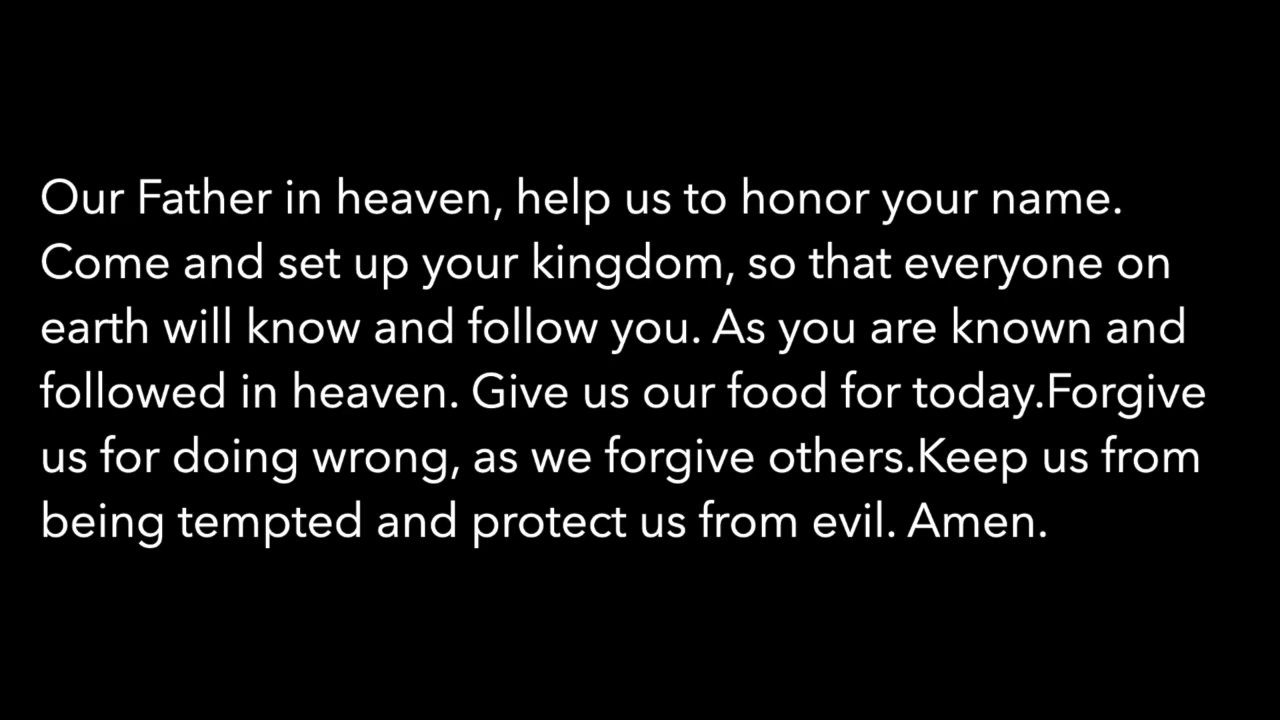 Our Father in heaven, help us to honor your name.
Come and set up your kingdom, so that everyone on
earth will know and follow you. As you are known and
followed in heaven. Give us our food for today.Forgive
us for doing wrong, as we forgive others.Keep us from
being tempted and protect us from evil. Amen.